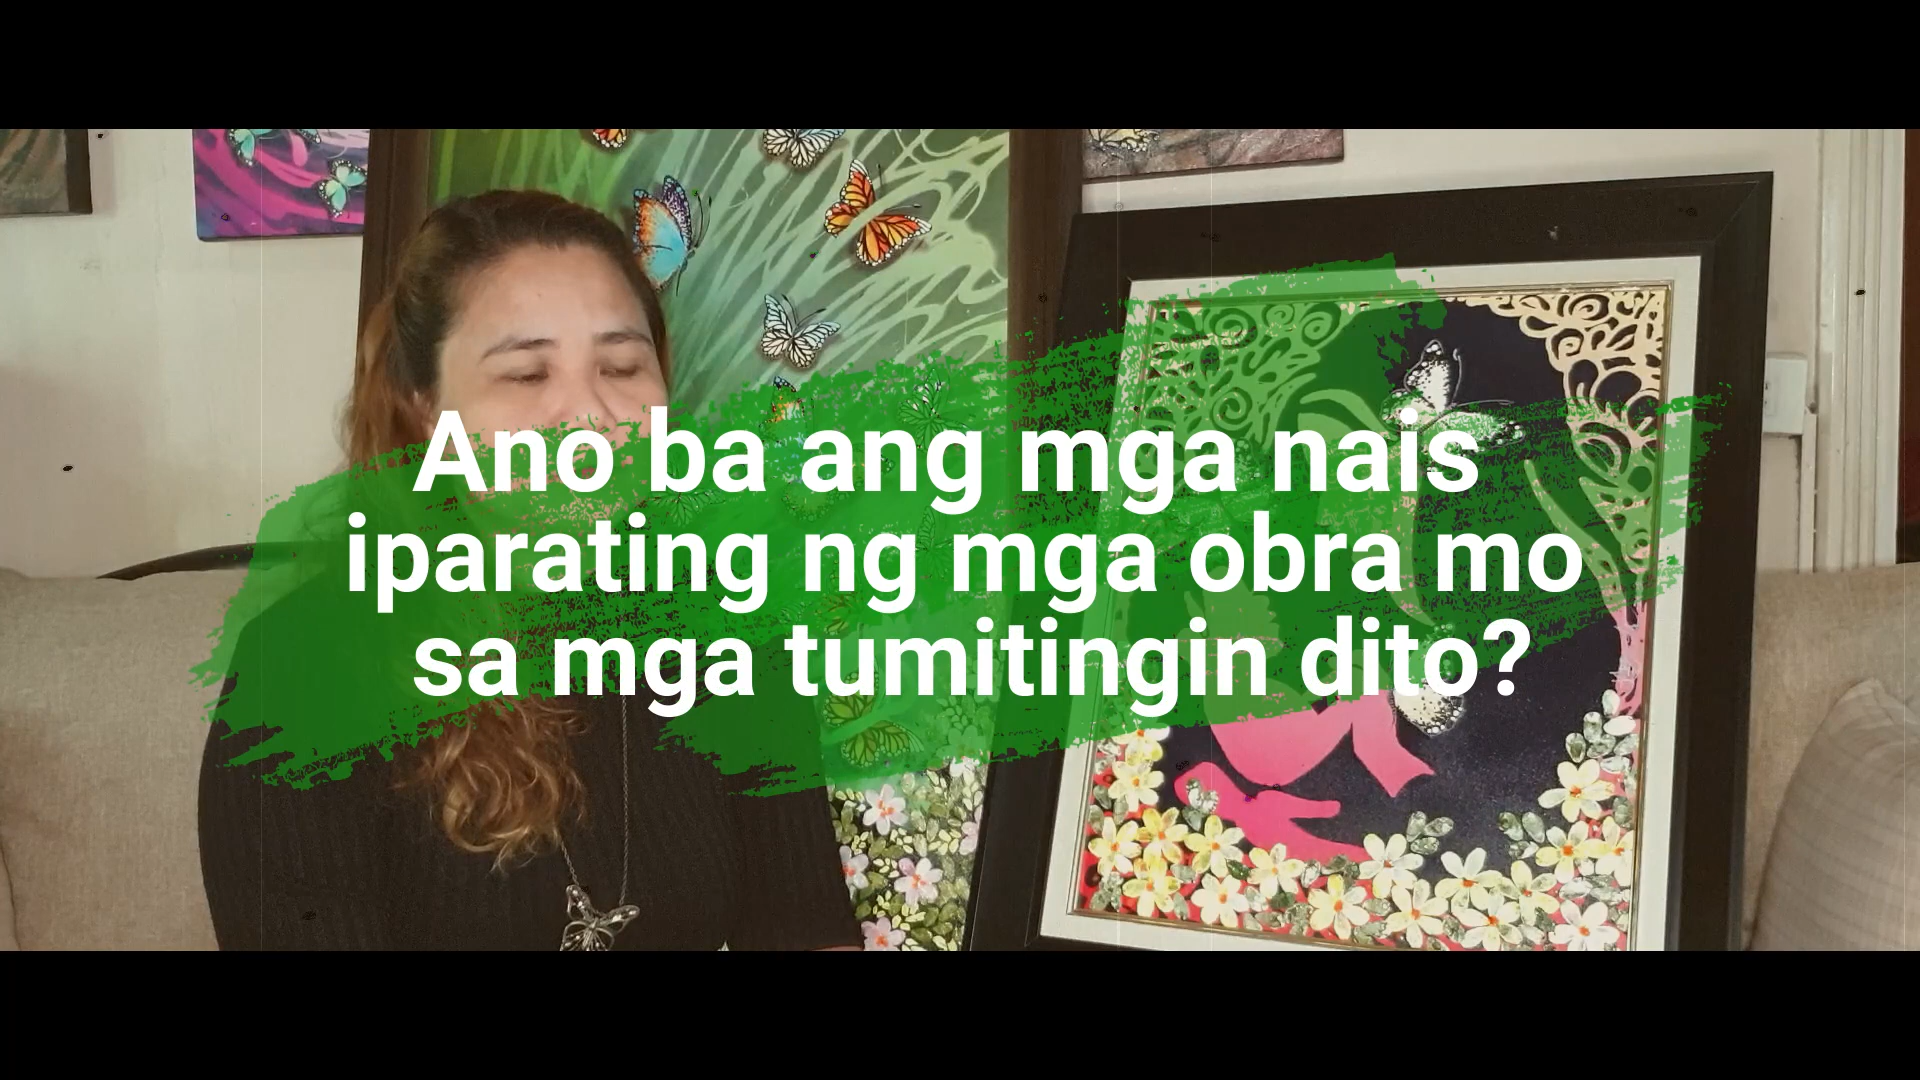 Ano ba ang mga nais
iparating ng mga obra mo
sa mga tumitingin dito?